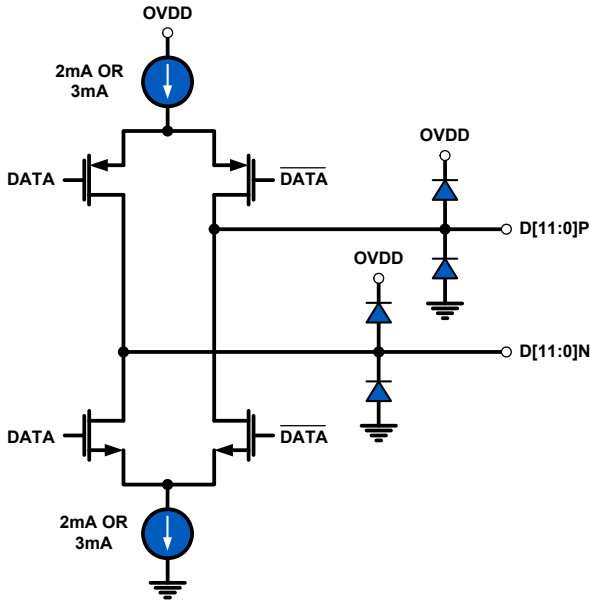 OVDD
2mA OR
3mA
OVDD
DATA
DATA
D[11:0]P
OVDD
D[11:0]N
DATA
DATA
2mA OR
3mA